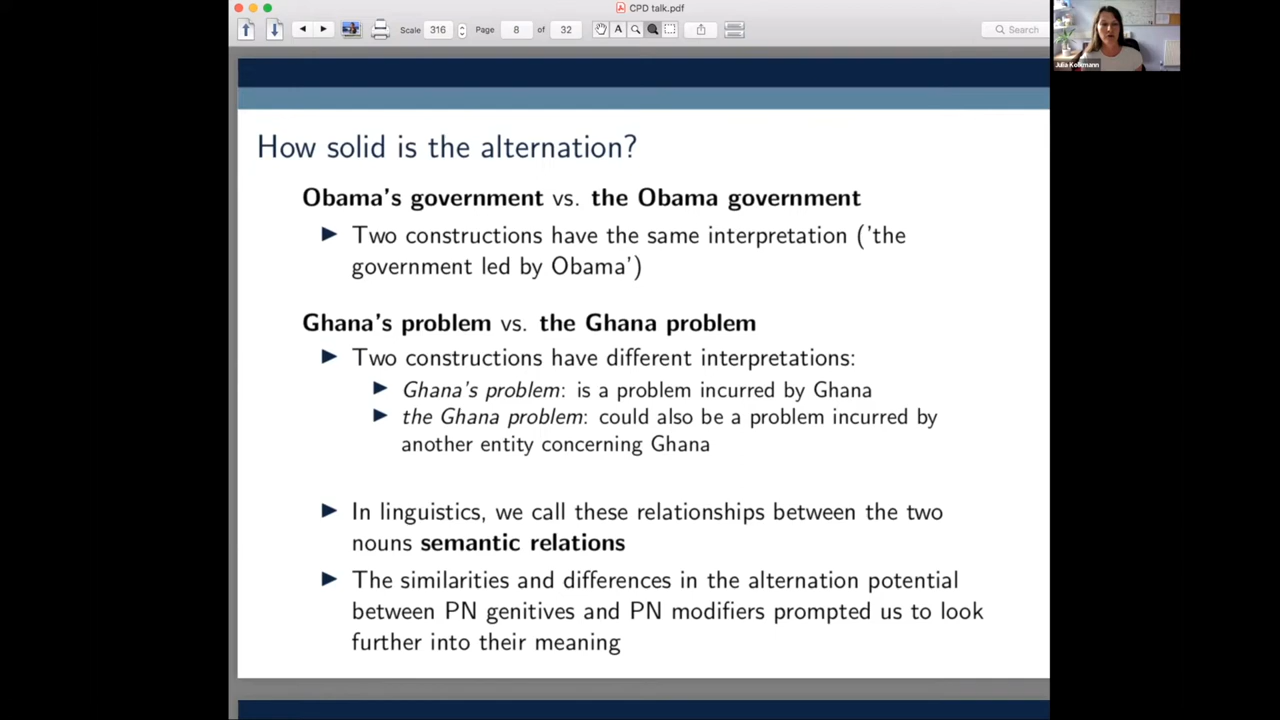 CPD talk.pdf
Scale 316 Page 8 of 32 A Search
Julia Kolkmann
How solid is the alternation?
Obama's government vs. the Obama government
▶ Two constructions have the same interpretation ('the
government led by Obama')
Ghana's problem vs. the Ghana problem
▶ Two constructions have different interpretations:
▶ Ghana's problem: is a problem incurred by Ghana
▶ the Ghana problem: could also be a problem incurred by
another entity concerning Ghana
▶ In linguistics, we call these relationships between the two
nouns semantic relations
▶ The similarities and differences in the alternation potential
between PN genitives and PN modifiers prompted us to look
further into their meaning